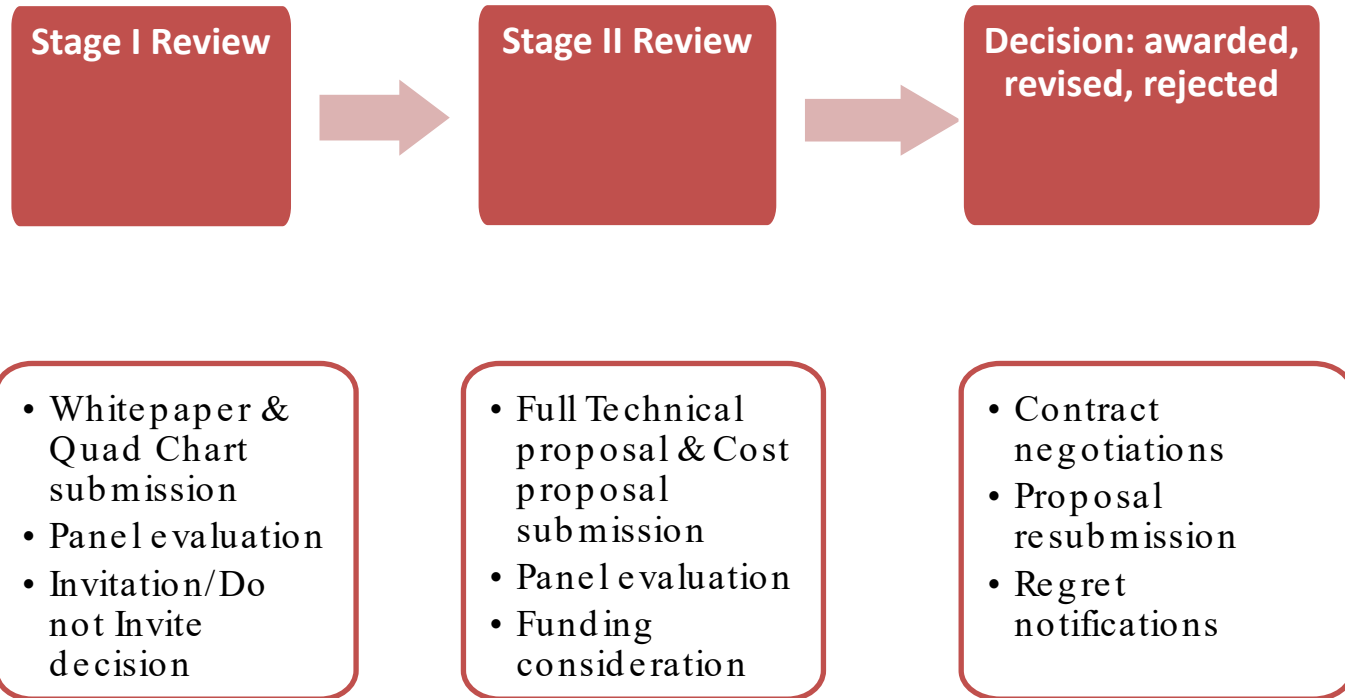 Stage I Review
Stage II Review
Decision: awarded,
revised, rejected
• Whitepaper &
Quad Chart
submission
• Panel evaluation
• Invitation/Do
not Invite
decision
• Full Technical
proposal & Cost
proposal
submission
• Panel evaluation
• Funding
consideration
• Contract
negotiations
• Proposal
resubmission
• Regret
notifications